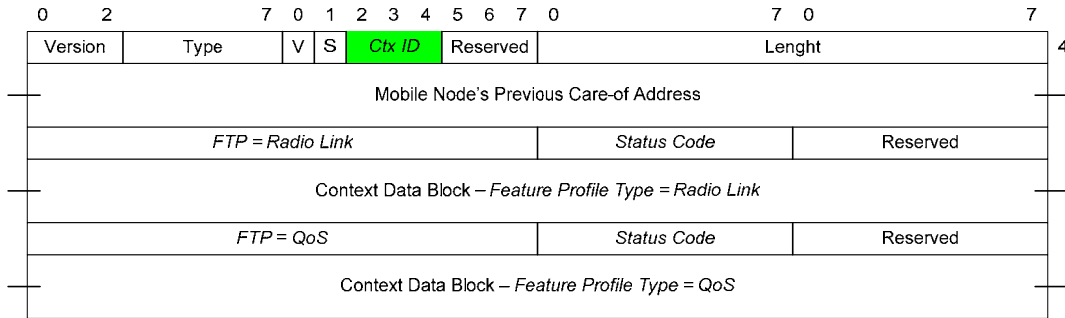 0 2 7 0 1 2 3 4 5 6 7 0 7 0 7
Version Type V S Ctx ID Reserved Lenght 4
Mobile Node's Previous Care-of Address
FTP = Radio Link Status Code Reserved
Context Data Block – Feature Profile Type = Radio Link
FTP = QoS Status Code Reserved
Context Data Block – Feature Profile Type = QoS